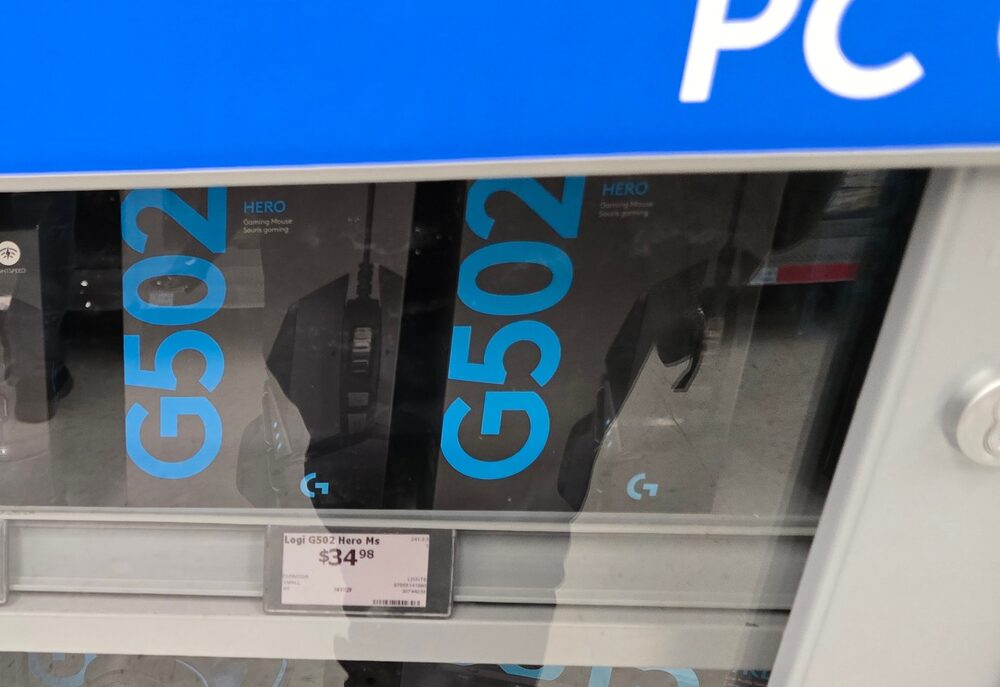 PC
G502
HERO
Gaming Mouse
Souris gaming
G502
HERO
Gaming Mouse
Souris gaming
Logi G502 Hero Ms
$34.98